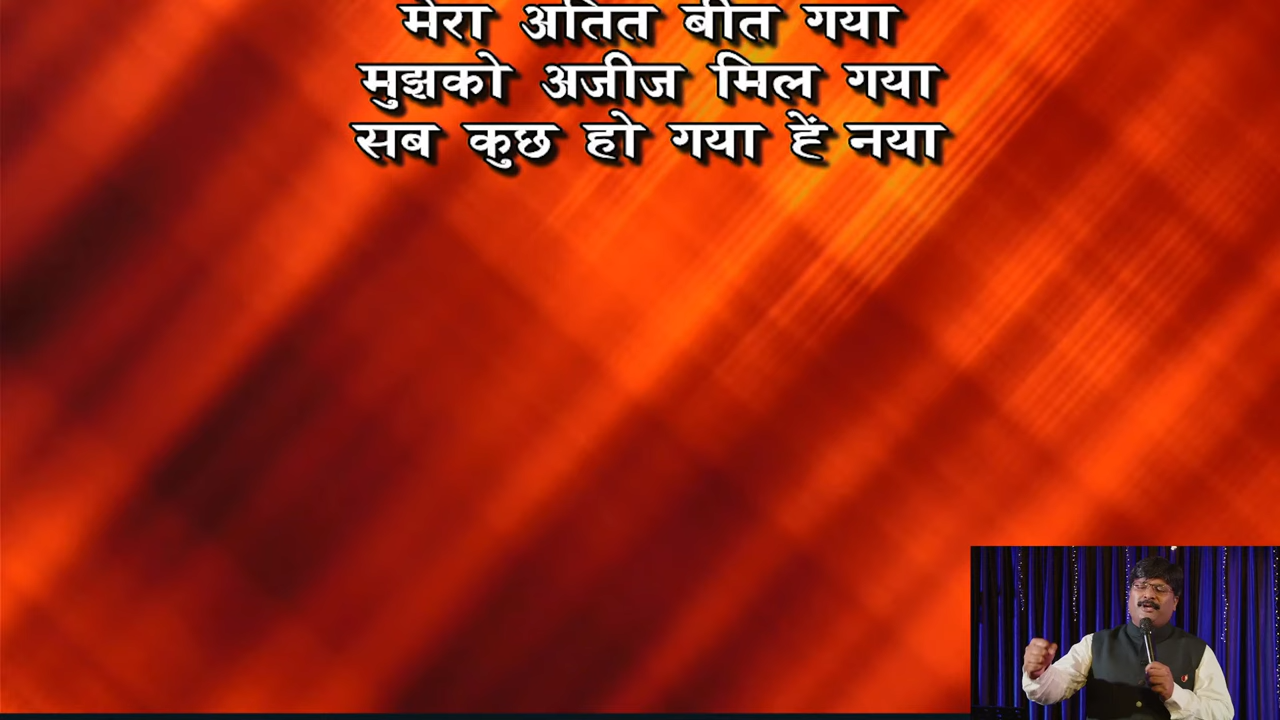 मेरा अतित बीत गया
मुझको अजीज मिल गया
सब कुछ हो गया हें नया